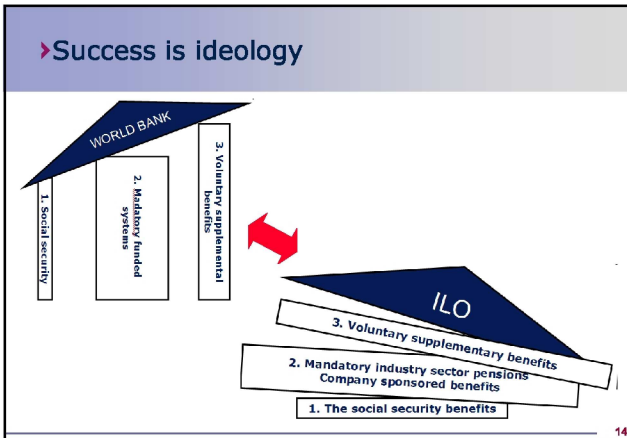 ›Success is ideology
WORLD BANK
1. Social security
2. Madatory funded
systems
3. Voluntary supplemental
benefits
ILO
3. Voluntary supplementary benefits
2. Mandatory industry sector pensions
Company sponsored benefits
1. The social security benefits
14